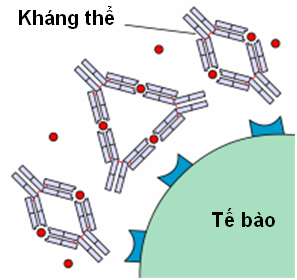 Kháng thể
Tế bào